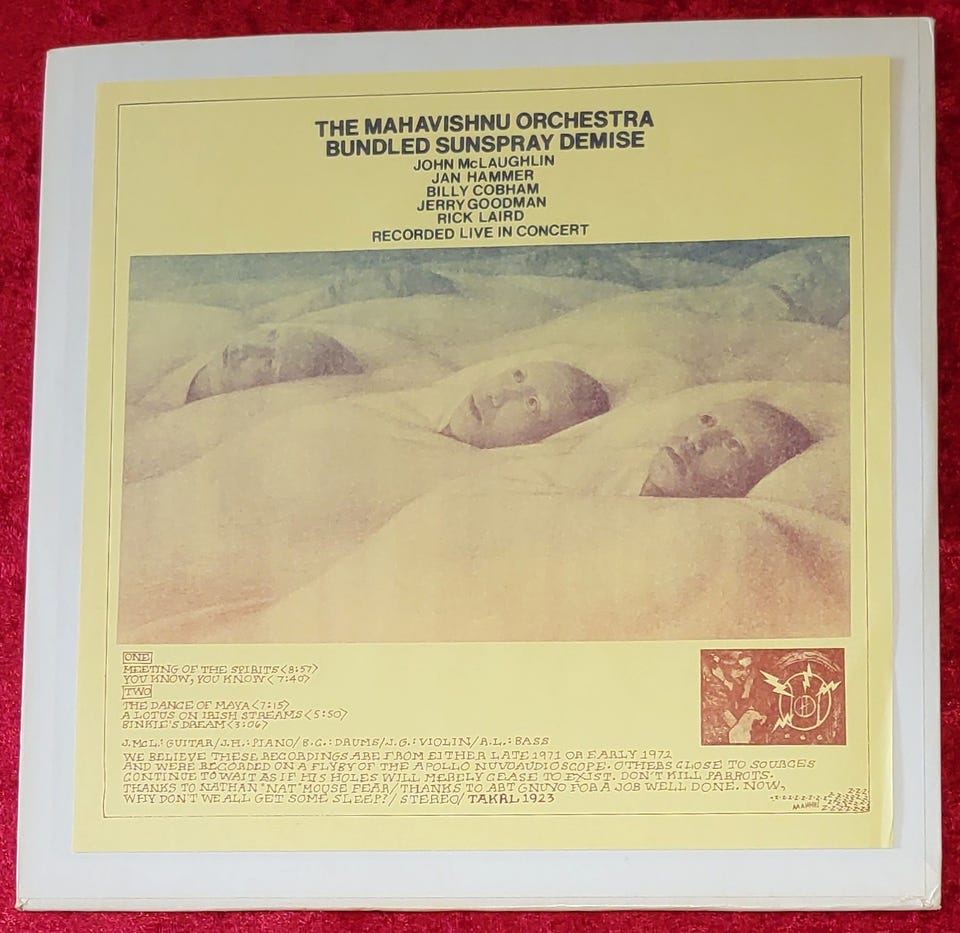 THE MAHAVISHNU ORCHESTRA
BUNDLED SUNSPRAY DEMISE
JOHN McLAUGHLIN
JAN HAMMER
BILLY COBHAM
JERRY GOODMAN
RICK LAIRD
RECORDED LIVE IN CONCERT
ONE
MEETING OF THE SPIRITS <8:57>
YOU KNOW, YOU KNOW < 7:40>
TWO
THE DANCE OF MAYA <7:15>
A LOTUS ON IRISH STREAMS <5:50>
BINKIE'S DREAM <3:06>
J.McL: GUITAR/J.H.: PIANO/B.C.: DRUMS/J.G.: VIOLIN/R.L.: BASS
WE BELIEVE THESE RECORDINGS ARE FROM EITHER LATE 1971 OR EARLY 1972
AND WERE RECORDED ON A FLYBY OF THE APOLLO NUVOAUDIOSCOPE. OTHERS CLOSE TO SOURCES
CONTINUE TO WAIT AS IF HIS HOLES WILL MERELY CEASE TO EXIST. DON'T KILL PARROTS.
THANKS TO NATHAN "NAT" MOUSE FEAR/THANKS TO ABT GNUVO FOR A JOB WELL DONE. NOW,
WHY DON'T WE ALL GET SOME SLEEP?/ STEREO/ TAKRL 1923